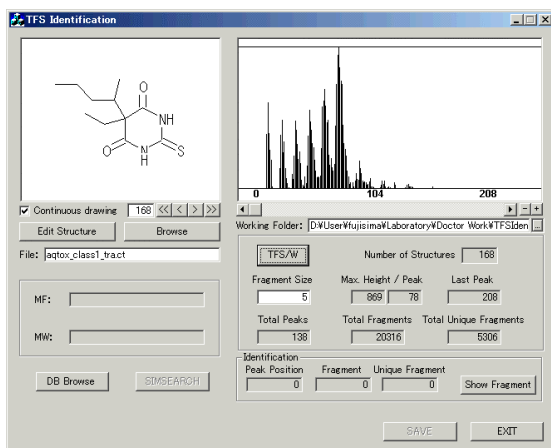 TFS Identification
O
NH
O
N
H
S
0
104
208
Continuous drawing
168
<<
<
>
>>
Edit Structure
Browse
File:
aqtox_class1_tra.ct
MF:
MW:
DB Browse
SIMSEARCH
-
+
Working Folder:
D:¥User¥fujisima¥Laboratory¥Doctor Work¥TFSIden
...
TFS/W
Number of Structures
168
Fragment Size
Max. Height / Peak
Last Peak
5
869
78
208
Total Peaks
Total Fragments
Total Unique Fragments
138
20316
5306
Identification
Peak Position
Fragment
Unique Fragment
0
0
0
Show Fragment
SAVE
EXIT